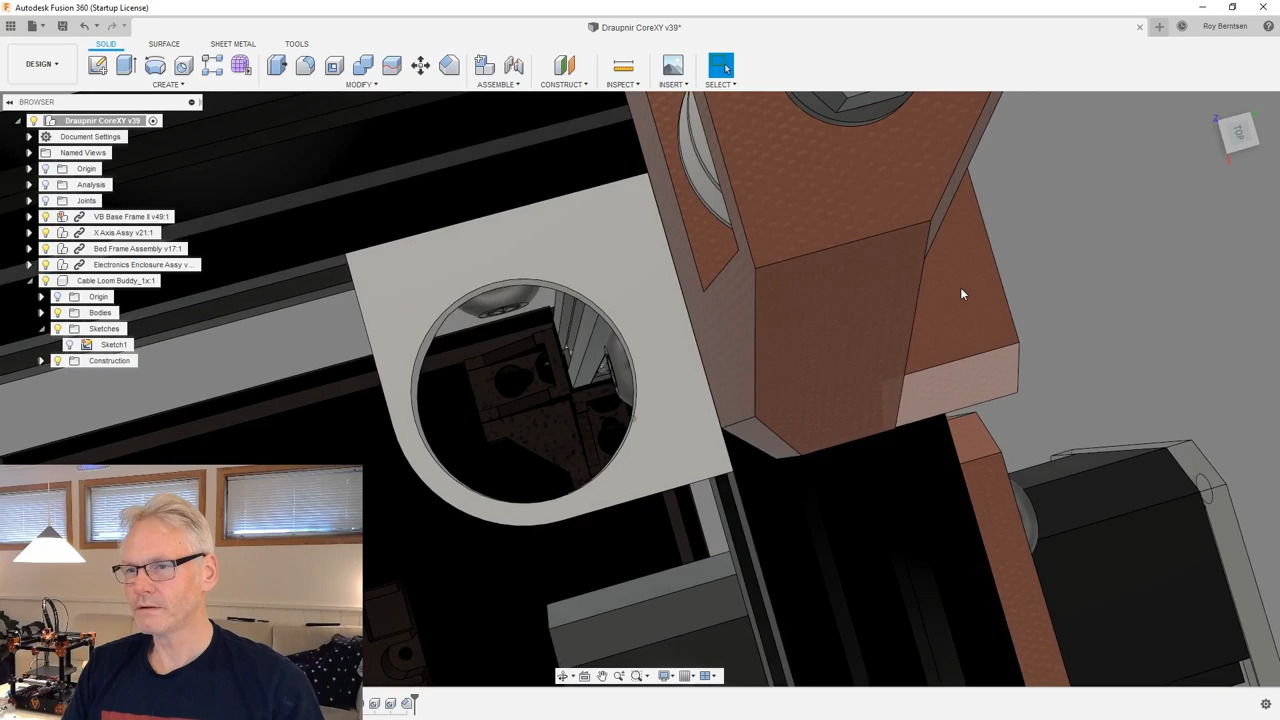 Autodesk Fusion 360 (Startup License)
Draupnir CoreXY v39*
Roy Berntsen
DESIGN
SOLID
SURFACE
SHEET METAL
TOOLS
CREATE
MODIFY
ASSEMBLE
CONSTRUCT
INSPECT
INSERT
SELECT
BROWSER
Draupnir CoreXY v39
Document Settings
Named Views
Origin
Analysis
Joints
VB Base Frame II v49:1
X Axis Assy v21:1
Bed Frame Assembly v17:1
Electronics Enclosure Assy v...
Cable Loom Buddy_1x:1
Origin
Bodies
Sketches
Sketch1
Construction
Z
TOP